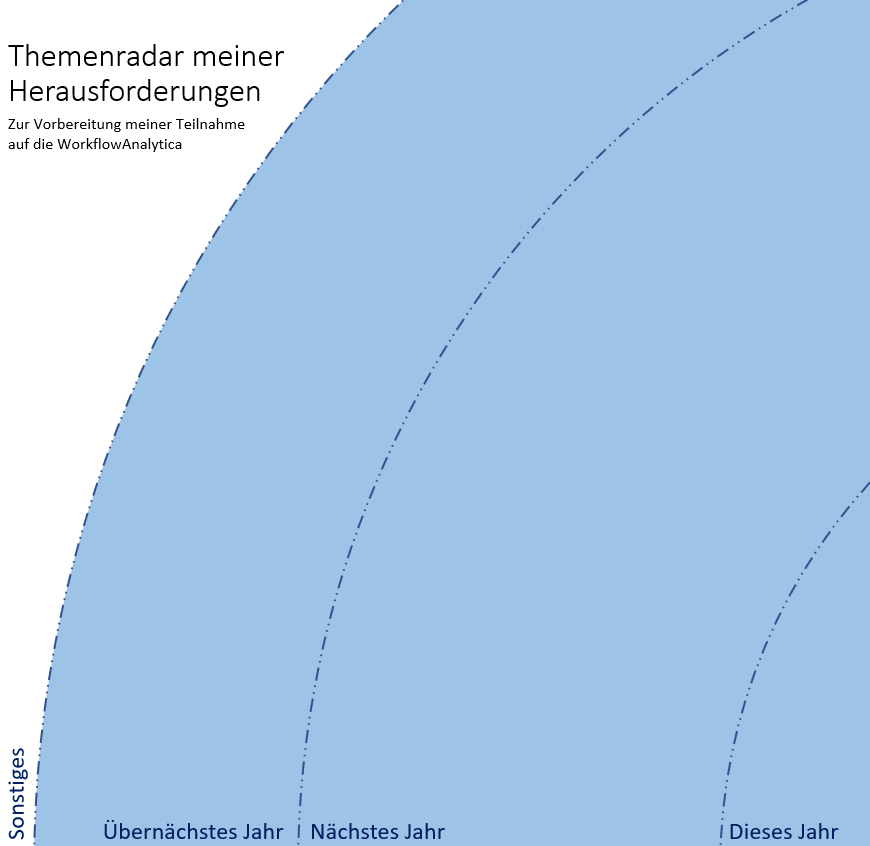 Themenradar meiner
Herausforderungen
Zur Vorbereitung meiner Teilnahme
auf die WorkflowAnalytica
Sonstiges
Übernächstes Jahr
Nächstes Jahr
Dieses Jahr